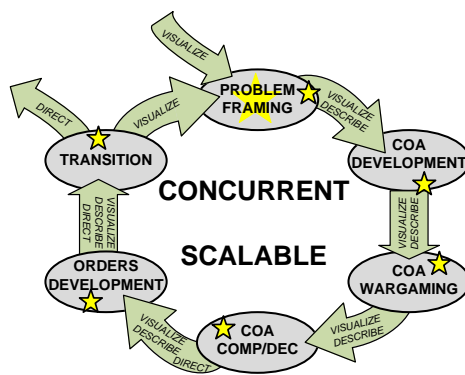 VISUALIZE
PROBLEM
FRAMING
VISUALIZE
DESCRIBE
COA
DEVELOPMENT
VISUALIZE
DESCRIBE
COA
WARGAMING
VISUALIZE
DESCRIBE
COA
COMP/DEC
VISUALIZE
DESCRIBE
DIRECT
ORDERS
DEVELOPMENT
VISUALIZE
DESCRIBE
DIRECT
TRANSITION
DIRECT
VISUALIZE
CONCURRENT
SCALABLE